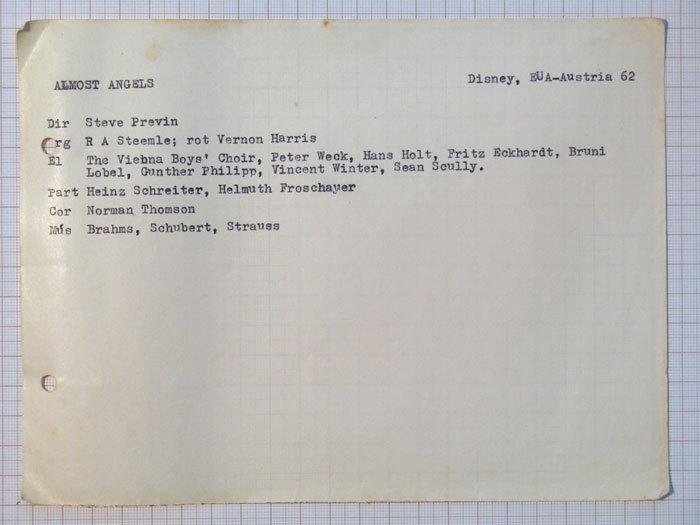 ALMOST ANGELS Disney, EUA-Austria 62
Dir Steve Previn
Org R A Steemle; rot Vernon Harris
El The Viebna Boys' Choir, Peter Weck, Hans Holt, Fritz Eckhardt, Bruni
Lobel, Gunther Philipp, Vincent Winter, Sean Scully.
Part Heinz Schreiter, Helmuth Froschauer
Cor Norman Thomson
Mús Brahms, Schubert, Strauss